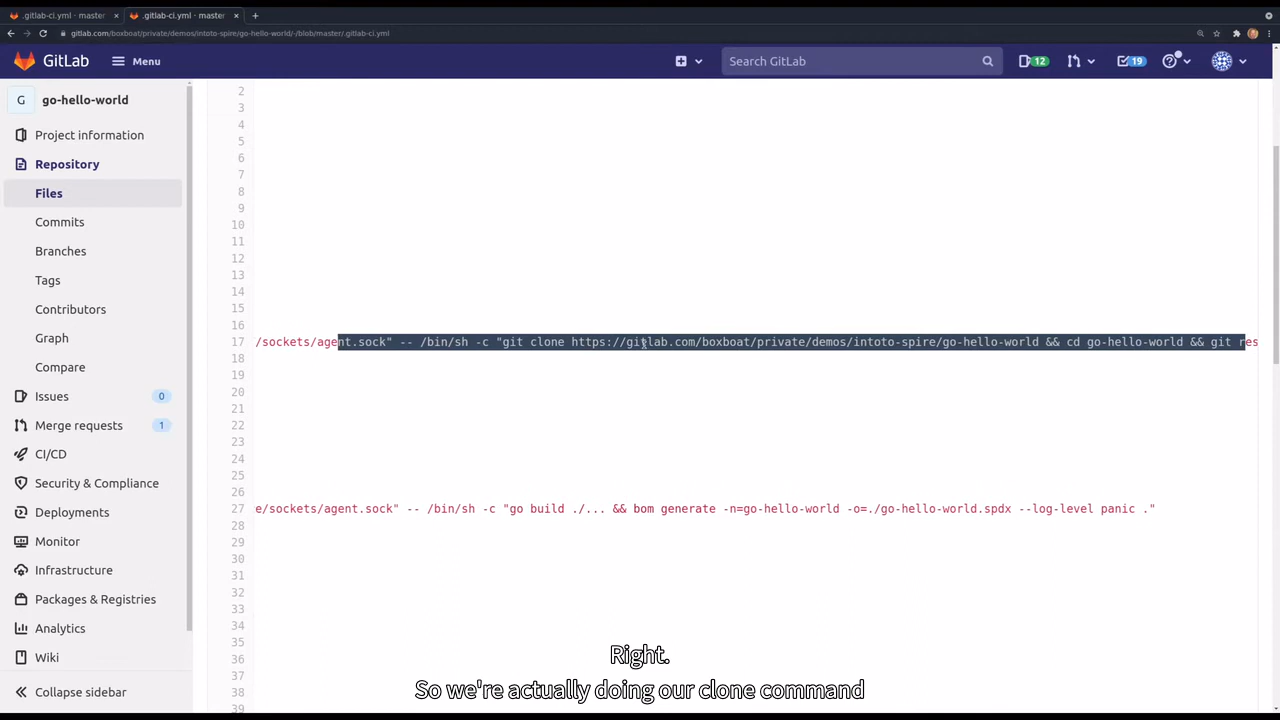 .gitlab-ci.yml · master × .gitlab-ci.yml · master × +
gitlab.com/boxboat/private/demos/intoto-spire/go-hello-world/-/blob/master/.gitlab-ci.yml
GitLab Menu Search GitLab 12 19
G go-hello-world
Project information
Repository
Files
Commits
Branches
Tags
Contributors
Graph
Compare
Issues 0
Merge requests 1
CI/CD
Security & Compliance
Deployments
Monitor
Infrastructure
Packages & Registries
Analytics
Wiki
Collapse sidebar
2
3
4
5
6
7
8
9
10
11
12
13
14
15
16
17 /sockets/agent.sock" -- /bin/sh -c "git clone https://gitlab.com/boxboat/private/demos/intoto-spire/go-hello-world && cd go-hello-world && git res
18
19
20
21
22
23
24
25
26
27 e/sockets/agent.sock" -- /bin/sh -c "go build ./... && bom generate -n=go-hello-world -o=./go-hello-world.spdx --log-level panic ."
28
29
30
31
32
33
34
35
36
37
38
39
Right.
So we're actually doing our clone command